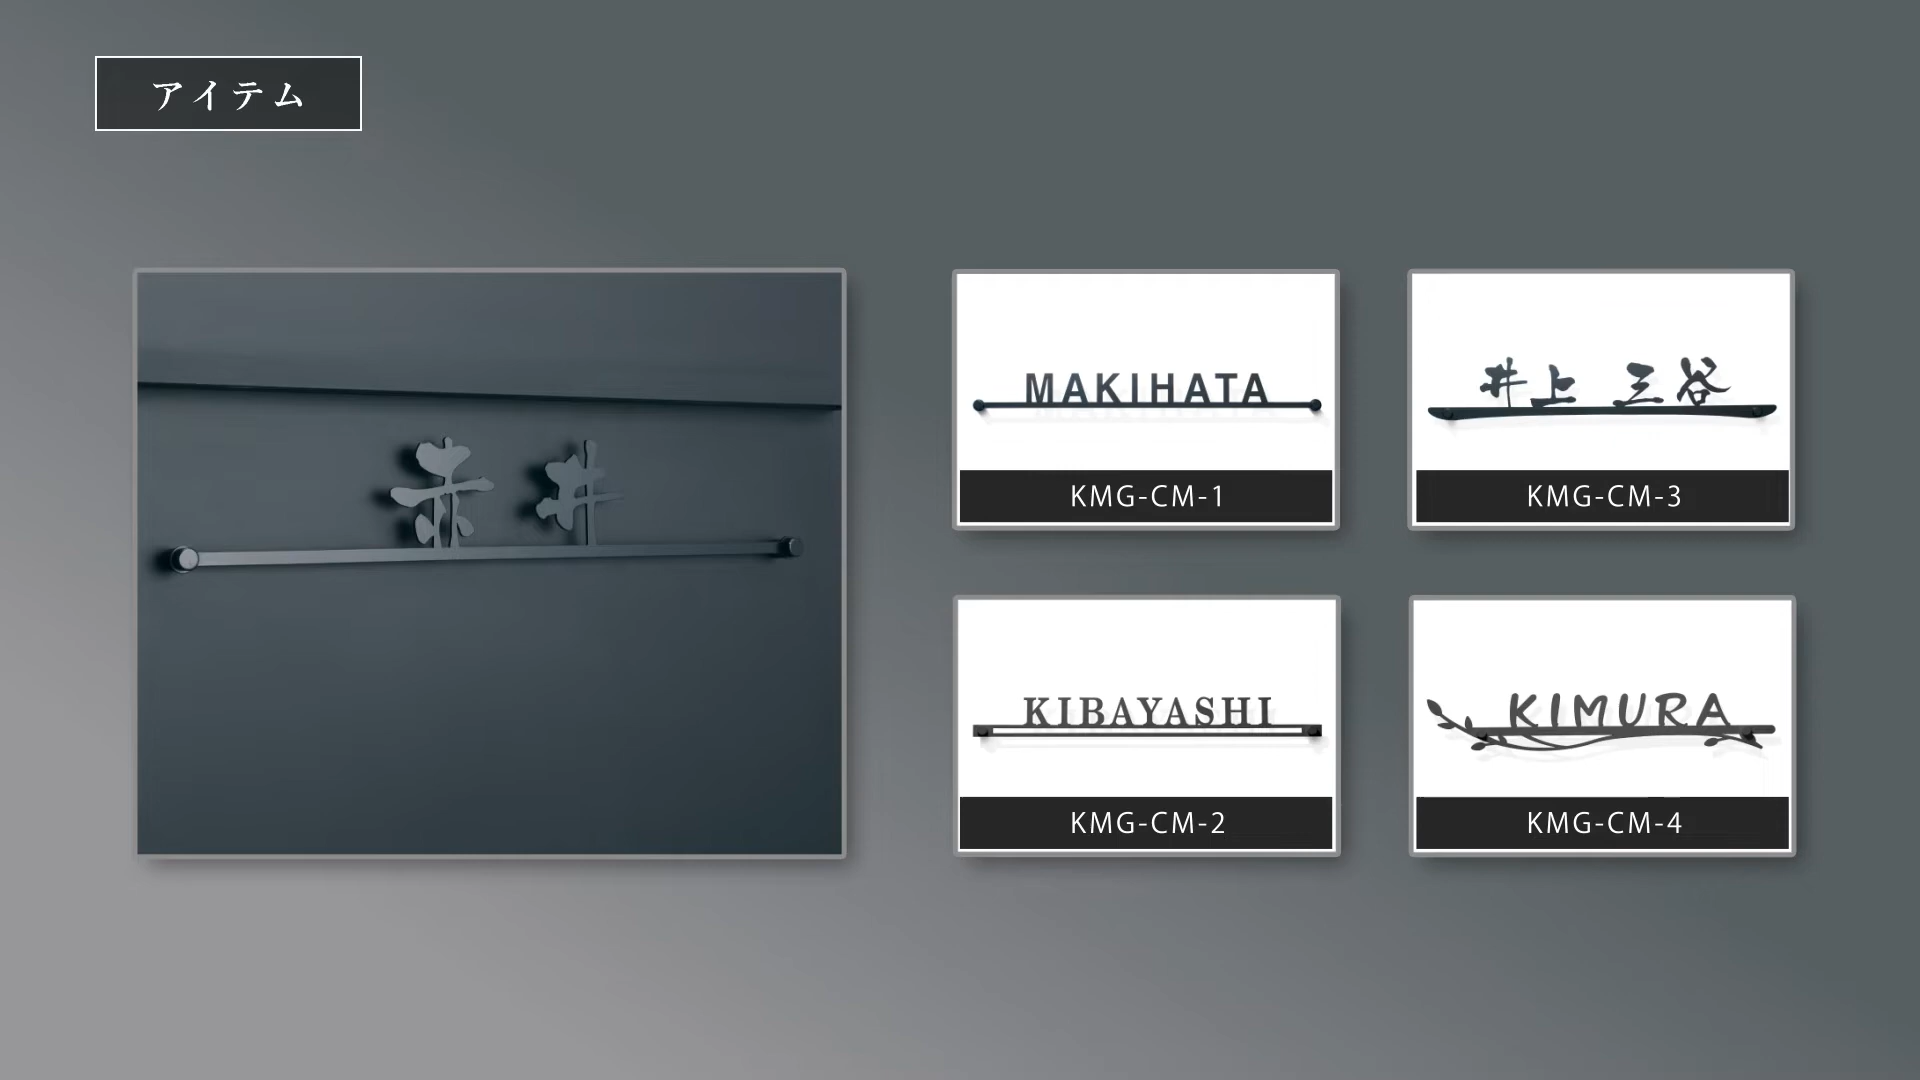 アイテム
赤井
MAKIHATA
KMG-CM-1
井上 三谷
KMG-CM-3
KIBAYASHI
KMG-CM-2
KIMURA
KMG-CM-4